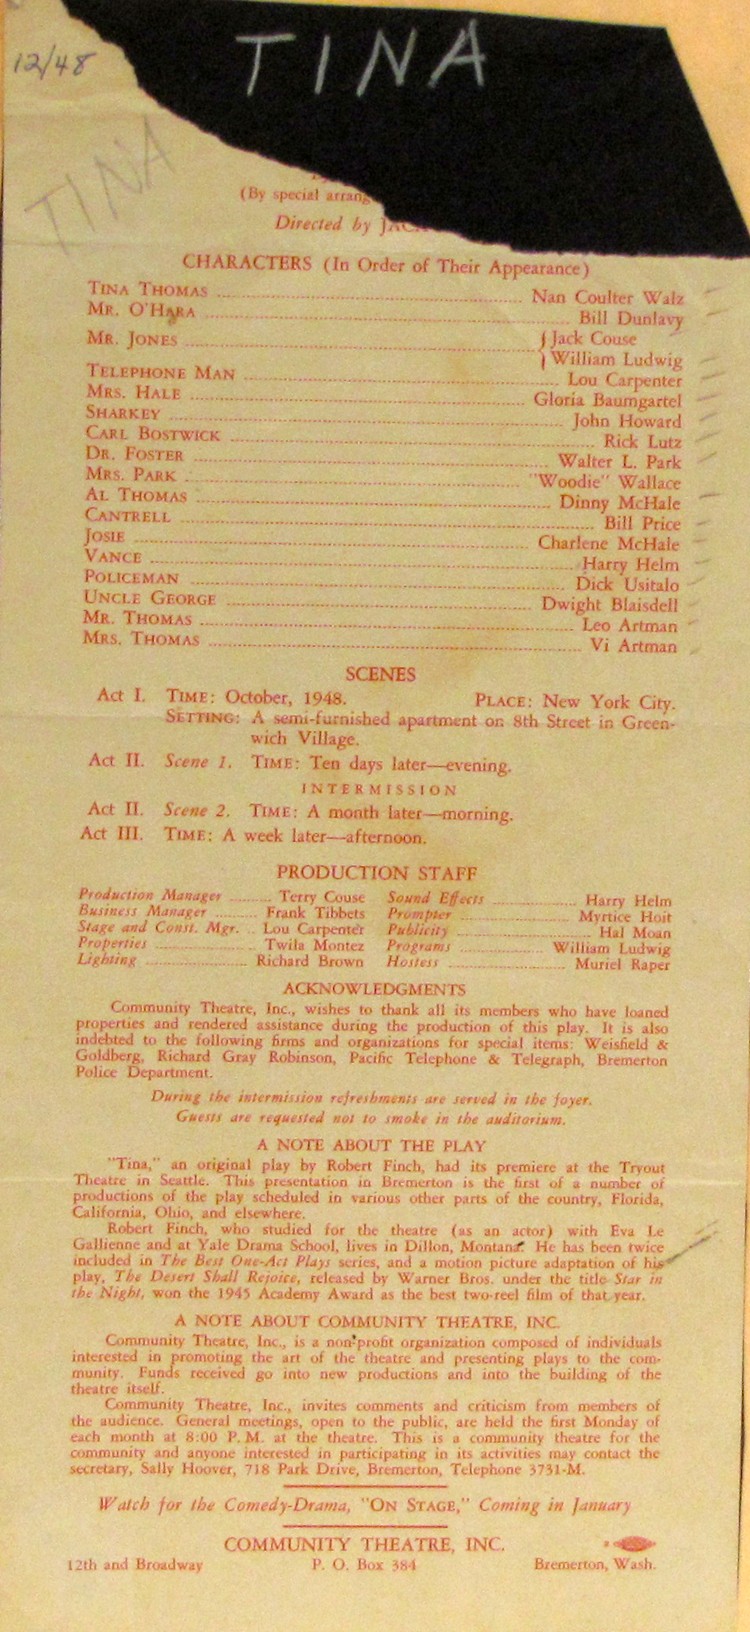 12/48
TINA
TINA
(By special arrang
Directed by JAC
CHARACTERS (In Order of Their Appearance)
TINA THOMAS ........ Nan Coulter Walz
MR. O'HARA ........ Bill Dunlavy
MR. JONES ........ { Jack Couse
} William Ludwig
TELEPHONE MAN ........ Lou Carpenter
MRS. HALE ........ Gloria Baumgartel
SHARKEY ........ John Howard
CARL BOSTWICK ........ Rick Lutz
DR. FOSTER ........ Walter L. Park
MRS. PARK ........ "Woodie" Wallace
AL THOMAS ........ Dinny McHale
CANTRELL ........ Bill Price
JOSIE ........ Charlene McHale
VANCE ........ Harry Helm
POLICEMAN ........ Dick Usitalo
UNCLE GEORGE ........ Dwight Blaisdell
MR. THOMAS ........ Leo Artman
MRS. THOMAS ........ Vi Artman
SCENES
Act I. TIME: October, 1948. PLACE: New York City.
SETTING: A semi-furnished apartment on 8th Street in Green-
wich Village.
Act II. Scene 1. TIME: Ten days later—evening.
INTERMISSION
Act II. Scene 2. TIME: A month later—morning.
Act III. TIME: A week later—afternoon.
PRODUCTION STAFF
Production Manager ........ Terry Couse Sound Effects ........ Harry Helm
Business Manager ........ Frank Tibbets Prompter ........ Myrtice Hoit
Stage and Const. Mgr. .. Lou Carpenter Publicity ........ Hal Moan
Properties ........ Twila Montez Programs ........ William Ludwig
Lighting ........ Richard Brown Hostess ........ Muriel Raper
ACKNOWLEDGMENTS
Community Theatre, Inc., wishes to thank all its members who have loaned
properties and rendered assistance during the production of this play. It is also
indebted to the following firms and organizations for special items: Weisfield &
Goldberg, Richard Gray Robinson, Pacific Telephone & Telegraph, Bremerton
Police Department.
During the intermission refreshments are served in the foyer.
Guests are requested not to smoke in the auditorium.
A NOTE ABOUT THE PLAY
"Tina," an original play by Robert Finch, had its premiere at the Tryout
Theatre in Seattle. This presentation in Bremerton is the first of a number of
productions of the play scheduled in various other parts of the country, Florida,
California, Ohio, and elsewhere.
Robert Finch, who studied for the theatre (as an actor) with Eva Le
Gallienne and at Yale Drama School, lives in Dillon, Montana. He has been twice
included in The Best One-Act Plays series, and a motion picture adaptation of his
play, The Desert Shall Rejoice, released by Warner Bros. under the title Star in
the Night, won the 1945 Academy Award as the best two-reel film of that year.
A NOTE ABOUT COMMUNITY THEATRE, INC.
Community Theatre, Inc., is a non-profit organization composed of individuals
interested in promoting the art of the theatre and presenting plays to the com-
munity. Funds received go into new productions and into the building of the
theatre itself.
Community Theatre, Inc., invites comments and criticism from members of
the audience. General meetings, open to the public, are held the first Monday of
each month at 8:00 P. M. at the theatre. This is a community theatre for the
community and anyone interested in participating in its activities may contact the
secretary, Sally Hoover, 718 Park Drive, Bremerton, Telephone 3731-M.
Watch for the Comedy-Drama, "ON STAGE," Coming in January
COMMUNITY THEATRE, INC.
12th and Broadway P. O. Box 384 Bremerton, Wash.